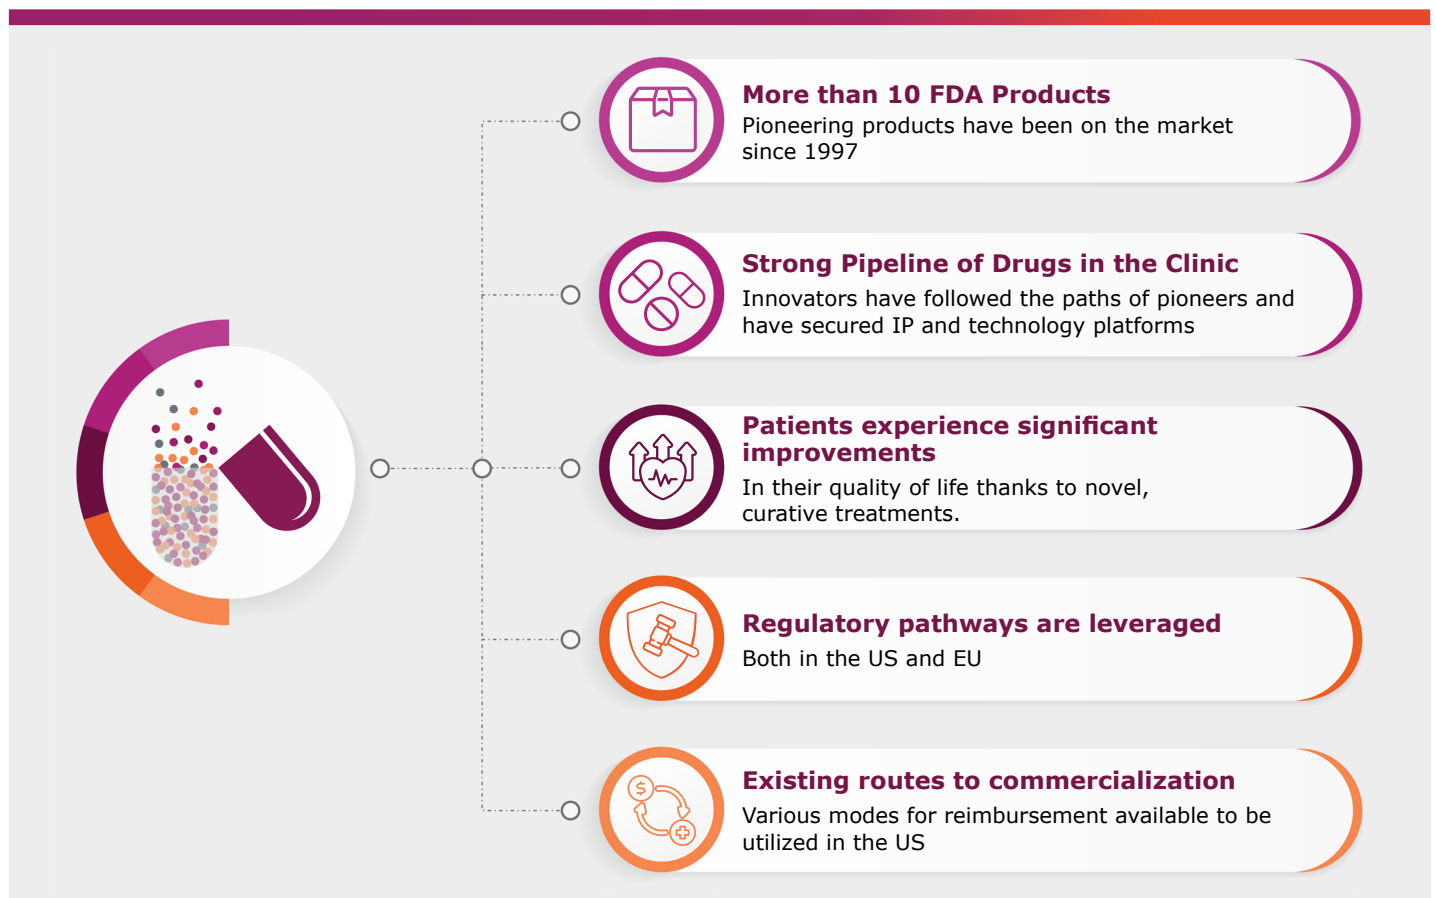 More than 10 FDA Products
Pioneering products have been on the market
since 1997
Strong Pipeline of Drugs in the Clinic
Innovators have followed the paths of pioneers and
have secured IP and technology platforms
Patients experience significant
improvements
In their quality of life thanks to novel,
curative treatments.
Regulatory pathways are leveraged
Both in the US and EU
$
Existing routes to commercialization
Various modes for reimbursement available to be
utilized in the US